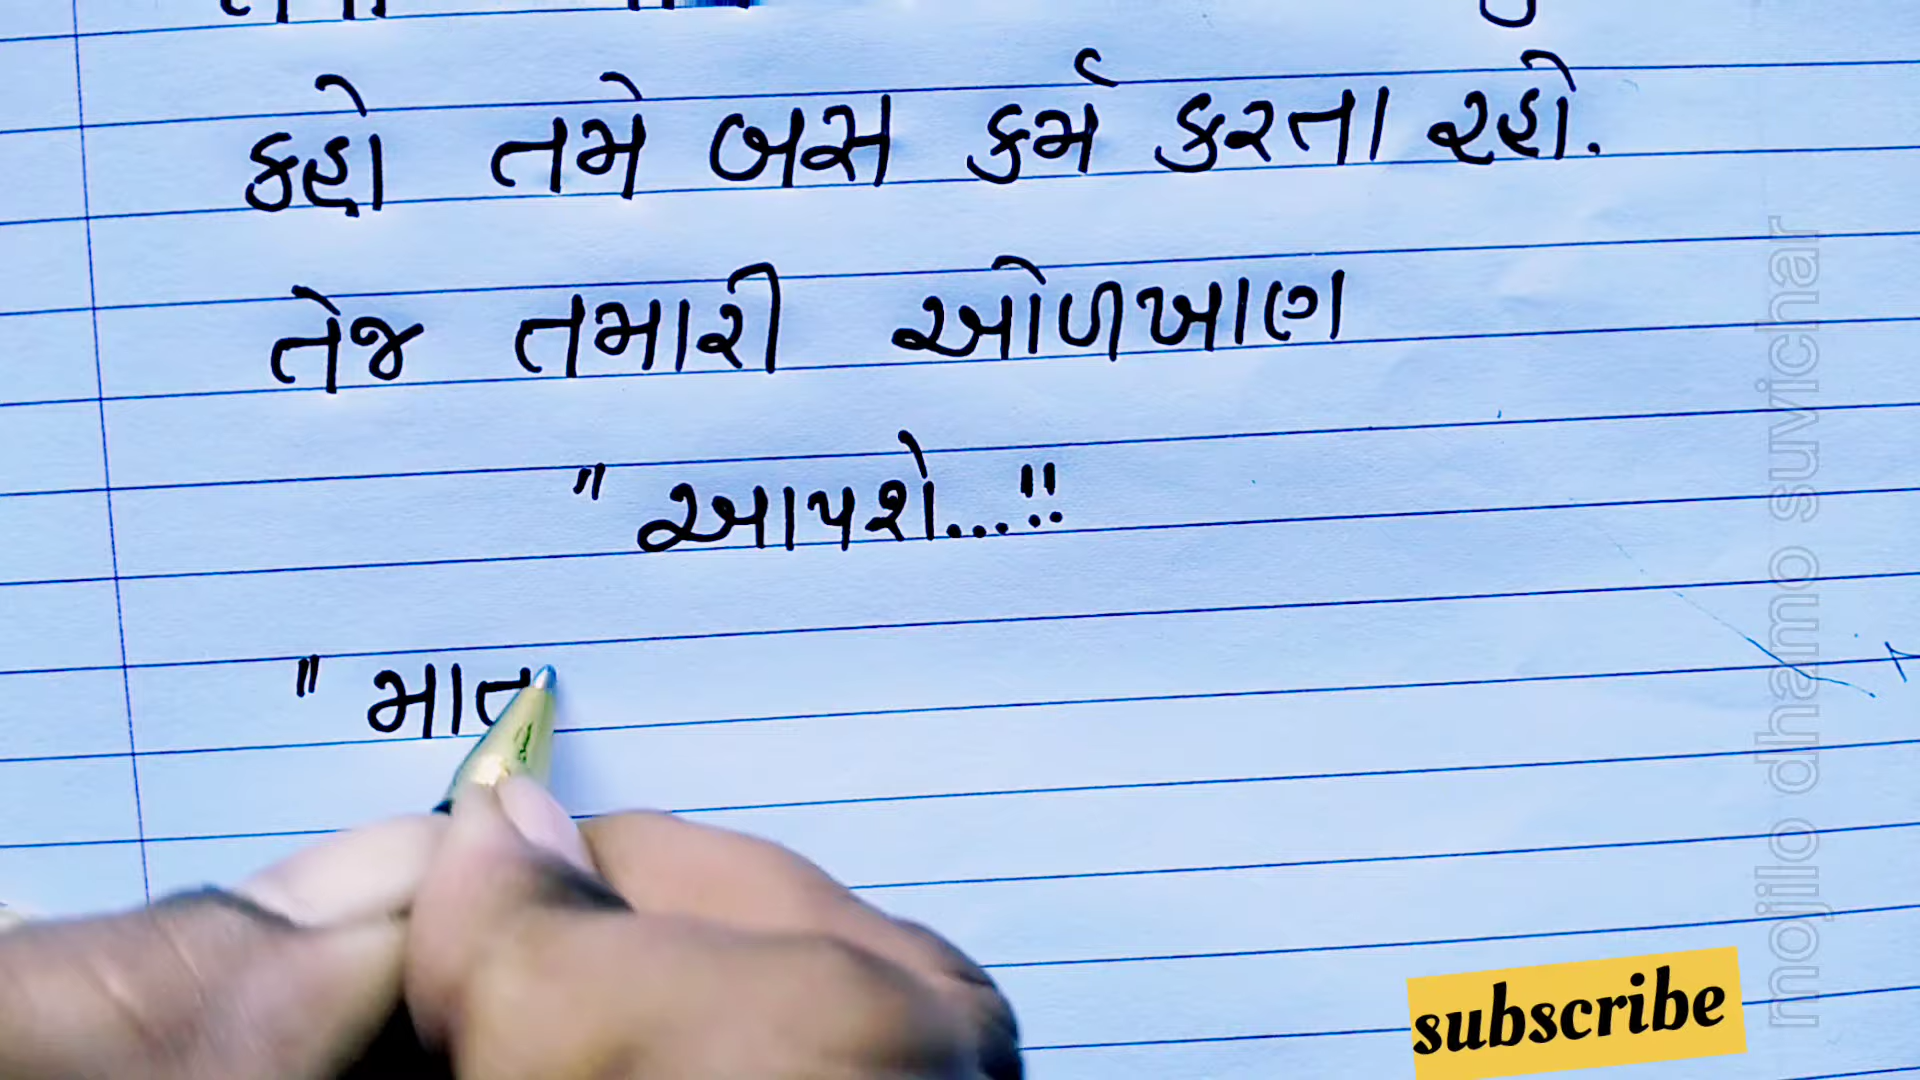 કહો તમે બસ કર્મ કરતા રહો.
તેજ તમારી ઓળખાણ
" આપશે...!!
" માત
mojilo dhamo suvichar
subscribe